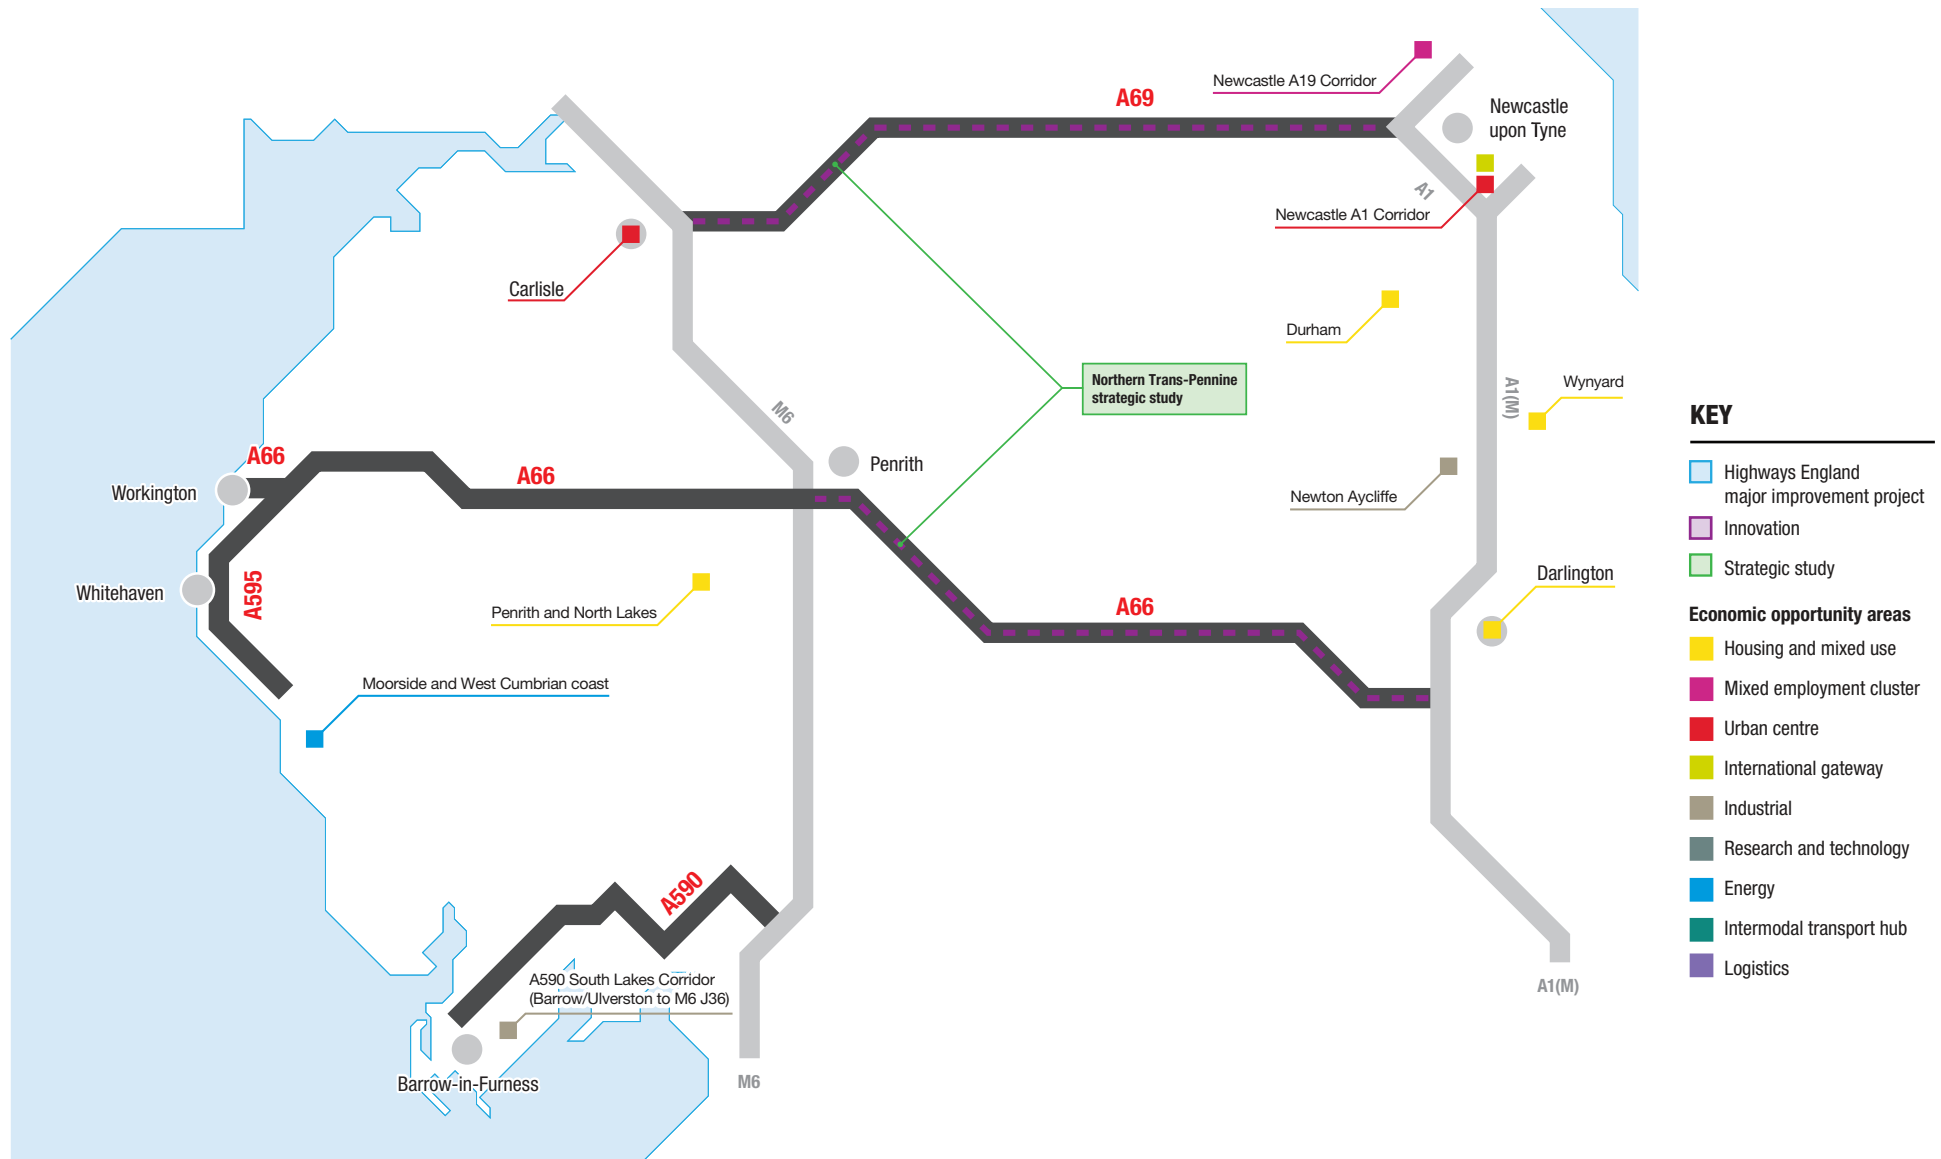 Newcastle A19 Corridor
A69
Newcastle
upon Tyne
A1
Newcastle A1 Corridor
Carlisle
Durham
Northern Trans-Pennine
strategic study
A1(M)
Wynyard
M6
A66
A66
Penrith
Workington
Newton Aycliffe
Whitehaven
A595
Penrith and North Lakes
A66
Darlington
Moorside and West Cumbrian coast
A590
A590 South Lakes Corridor
(Barrow/Ulverston to M6 J36)
A1(M)
Barrow-in-Furness
M6
KEY
Highways England
major improvement project
Innovation
Strategic study
Economic opportunity areas
Housing and mixed use
Mixed employment cluster
Urban centre
International gateway
Industrial
Research and technology
Energy
Intermodal transport hub
Logistics